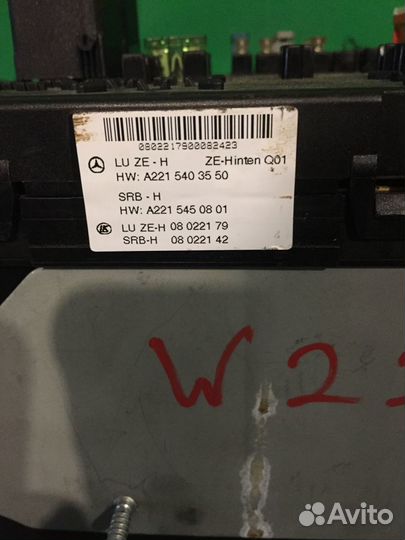 0802217900082423
LU ZE - H ZE-Hinten Q01
HW: A221 540 35 50
SRB - H
HW: A221 545 08 01
LU ZE-H 08 0221 79
SRB-H 08 0221 42
W 22
Avito